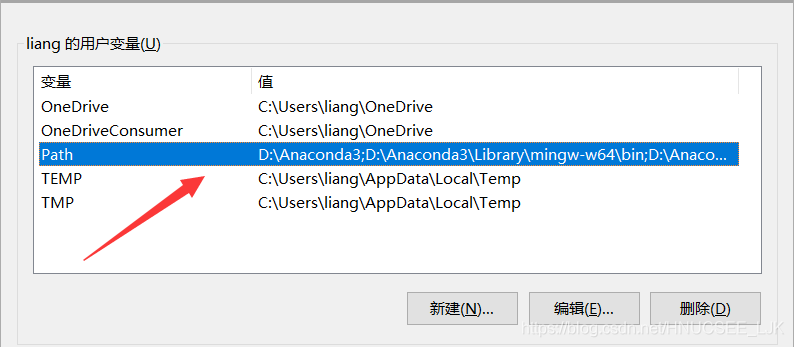 liang 的用户变量(U)
变量 值
OneDrive C:\Users\liang\OneDrive
OneDriveConsumer C:\Users\liang\OneDrive
Path D:\Anaconda3;D:\Anaconda3\Library\mingw-w64\bin;D:\Anaco...
TEMP C:\Users\liang\AppData\Local\Temp
TMP C:\Users\liang\AppData\Local\Temp
新建(N)... 编辑(E)... 删除(D)
https://blog.csdn.net/HNUCSEE_LJK